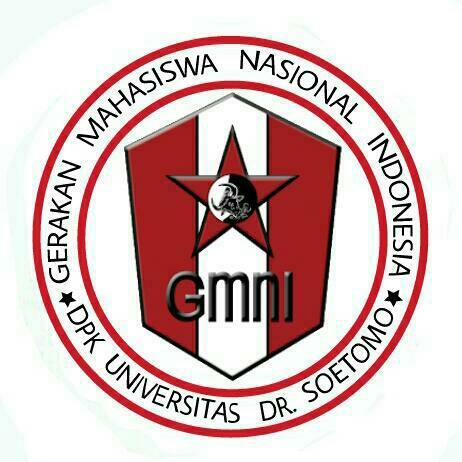 GERAKAN MAHASISWA NASIONAL INDONESIA
GMNI
DPK UNIVERSITAS DR. SOETOMO